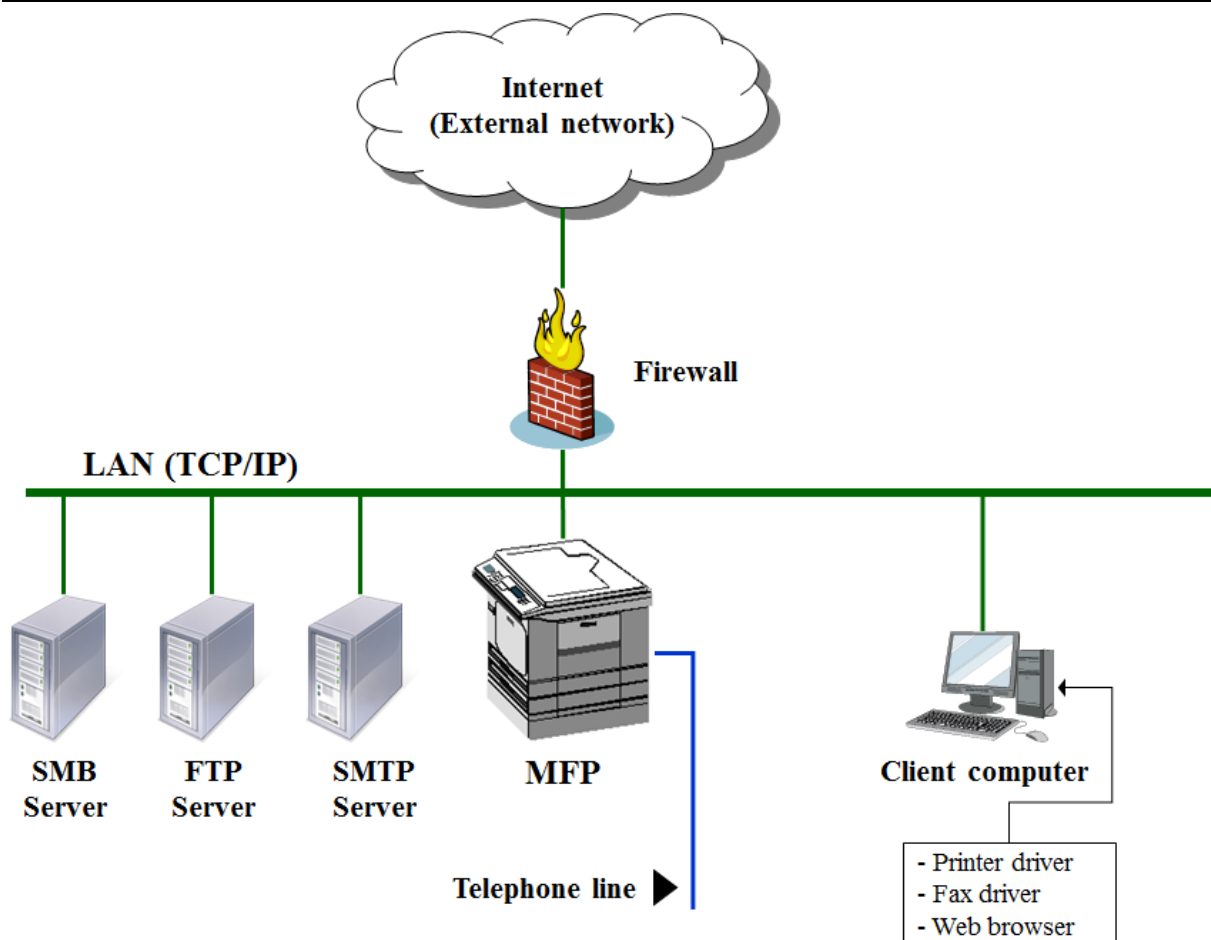 Internet
(External network)
Firewall
LAN (TCP/IP)
SMB
Server
FTP
Server
SMTP
Server
MFP
Client computer
Telephone line
- Printer driver
- Fax driver
- Web browser